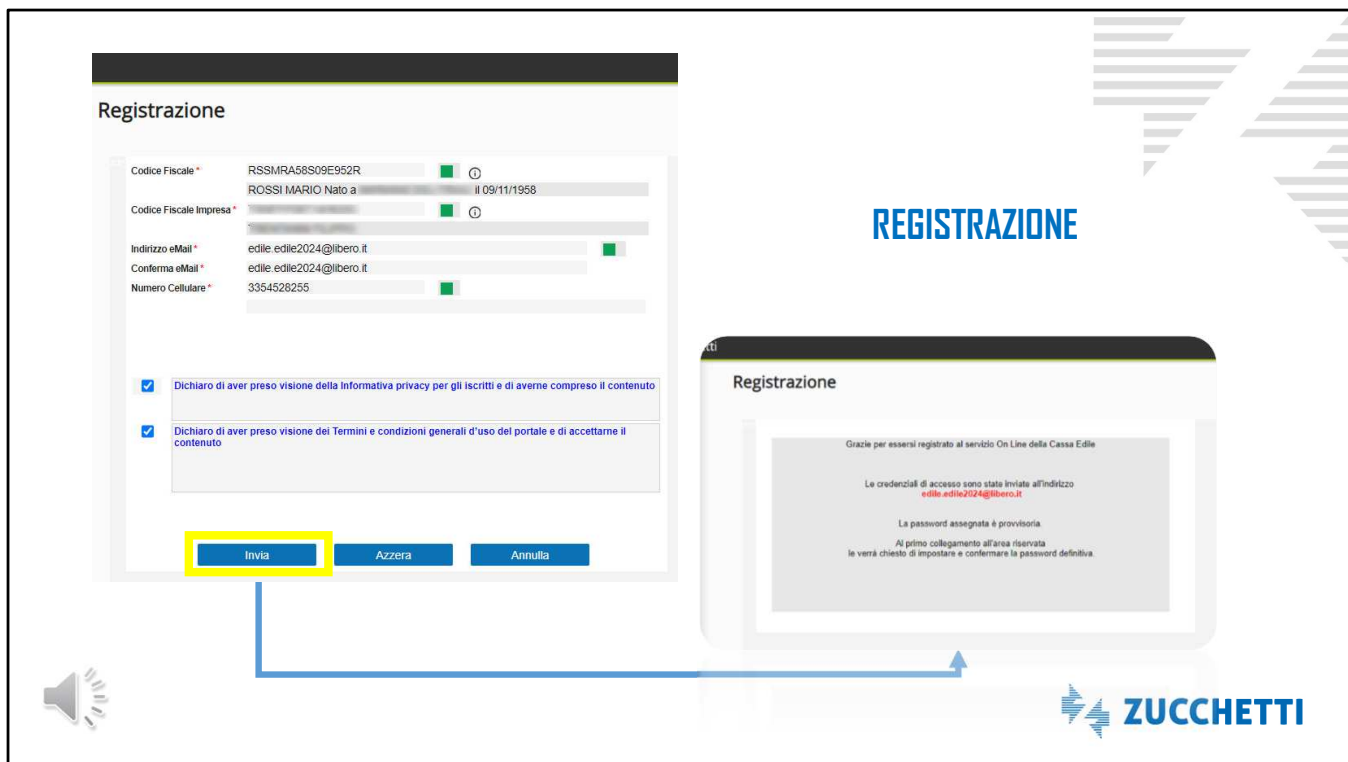 Registrazione
Codice Fiscale * RSSMRA58S09E952R
ROSSI MARIO Nato a il 09/11/1958
Codice Fiscale Impresa *
Indirizzo eMail * edile.edile2024@libero.it
Conferma eMail * edile.edile2024@libero.it
Numero Cellulare * 3354528255
Dichiaro di aver preso visione della Informativa privacy per gli iscritti e di averne compreso il contenuto
Dichiaro di aver preso visione dei Termini e condizioni generali d'uso del portale e di accettarne il
contenuto
Invia Azzera Annulla
REGISTRAZIONE
tti
Registrazione
Grazie per essersi registrato al servizio On Line della Cassa Edile
Le credenziali di accesso sono state inviate all'indirizzo
edile.edile2024@libero.it
La password assegnata è provvisoria.
Al primo collegamento all'area riservata
le verrà chiesto di impostare e confermare la password definitiva.
ZUCCHETTI